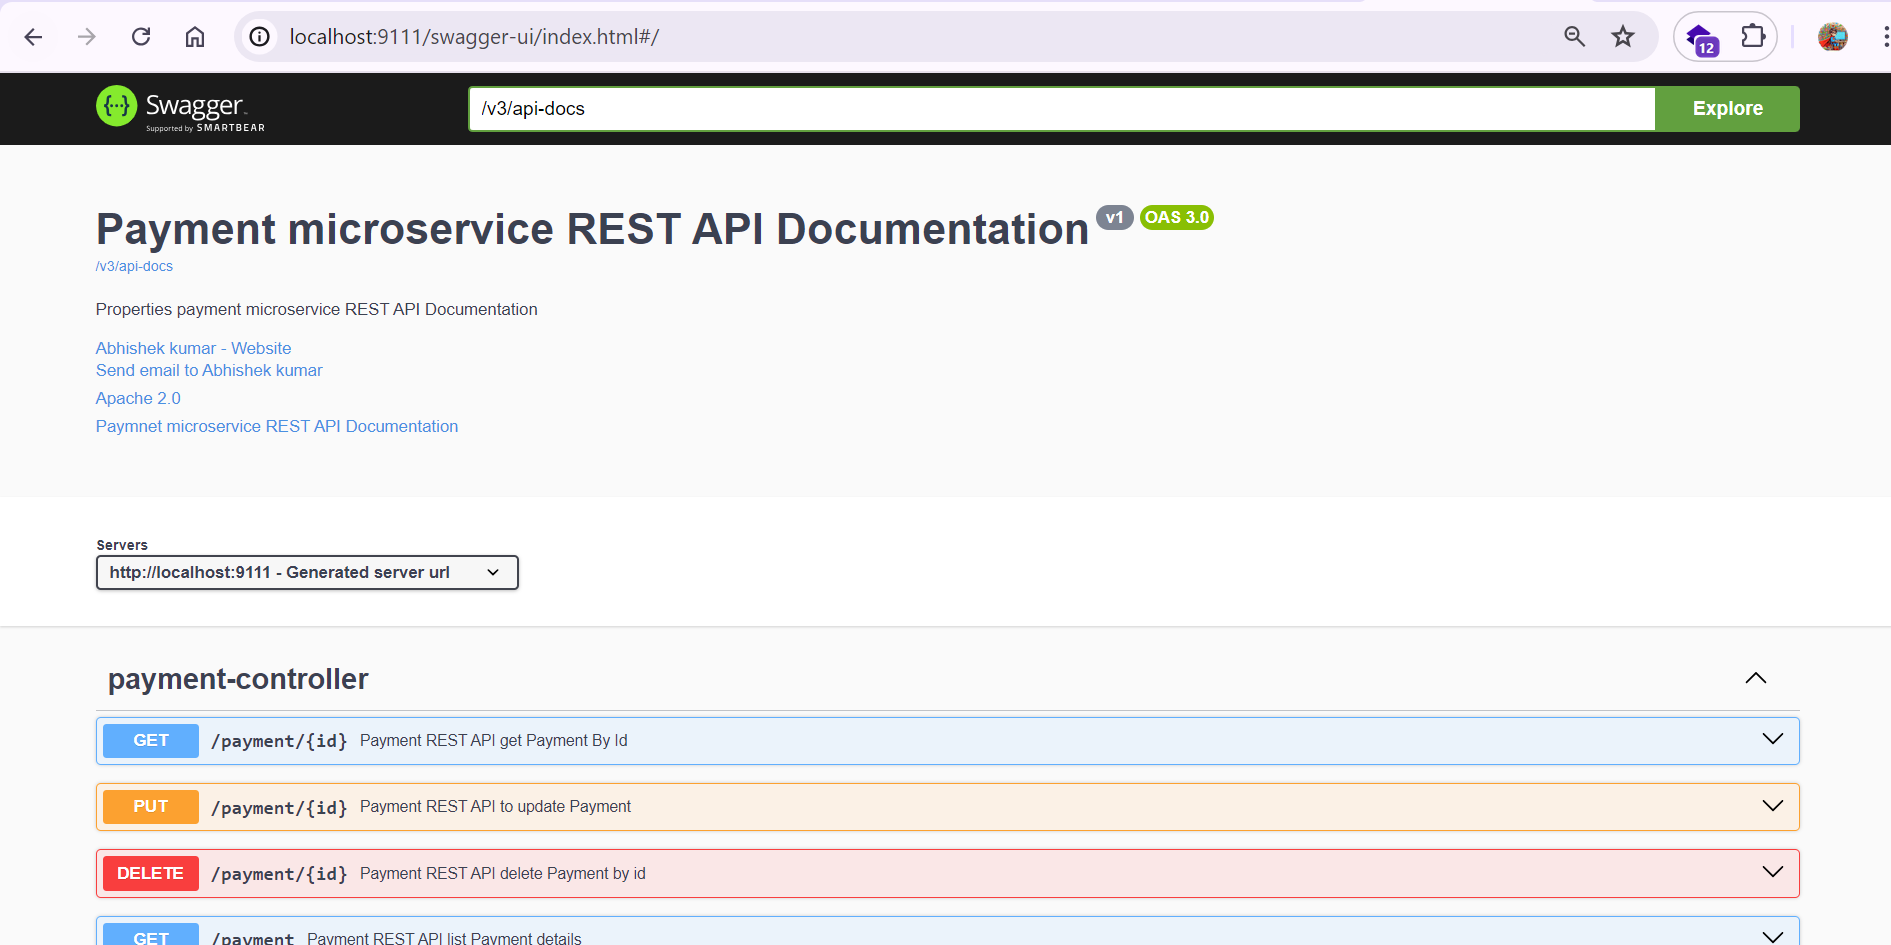 localhost:9111/swagger-ui/index.html#/
12
{···} Swagger.
Supported by SMARTBEAR
/v3/api-docs
Explore
Payment microservice REST API Documentation v1 OAS 3.0
/v3/api-docs
Properties payment microservice REST API Documentation
Abhishek kumar - Website
Send email to Abhishek kumar
Apache 2.0
Paymnet microservice REST API Documentation
Servers
http://localhost:9111 - Generated server url
payment-controller
GET /payment/{id} Payment REST API get Payment By Id
PUT /payment/{id} Payment REST API to update Payment
DELETE /payment/{id} Payment REST API delete Payment by id
GET /payment Payment REST API list Payment details